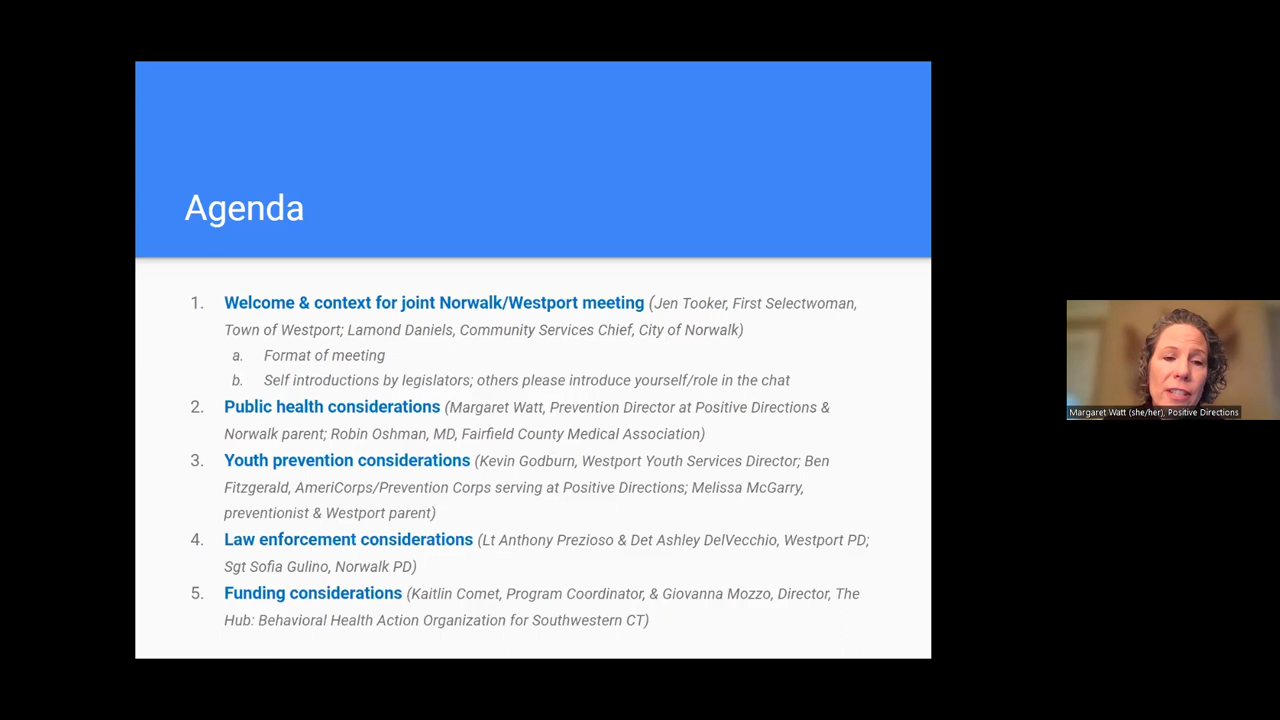 Agenda
1. Welcome & context for joint Norwalk/Westport meeting (Jen Tooker, First Selectwoman,
Town of Westport; Lamond Daniels, Community Services Chief, City of Norwalk)
a. Format of meeting
b. Self introductions by legislators; others please introduce yourself/role in the chat
2. Public health considerations (Margaret Watt, Prevention Director at Positive Directions &
Norwalk parent; Robin Oshman, MD, Fairfield County Medical Association)
3. Youth prevention considerations (Kevin Godburn, Westport Youth Services Director; Ben
Fitzgerald, AmeriCorps/Prevention Corps serving at Positive Directions; Melissa McGarry,
preventionist & Westport parent)
4. Law enforcement considerations (Lt Anthony Prezioso & Det Ashley DelVecchio, Westport PD;
Sgt Sofia Gulino, Norwalk PD)
5. Funding considerations (Kaitlin Comet, Program Coordinator, & Giovanna Mozzo, Director, The
Hub: Behavioral Health Action Organization for Southwestern CT)
Margaret Watt (she/her), Positive Directions